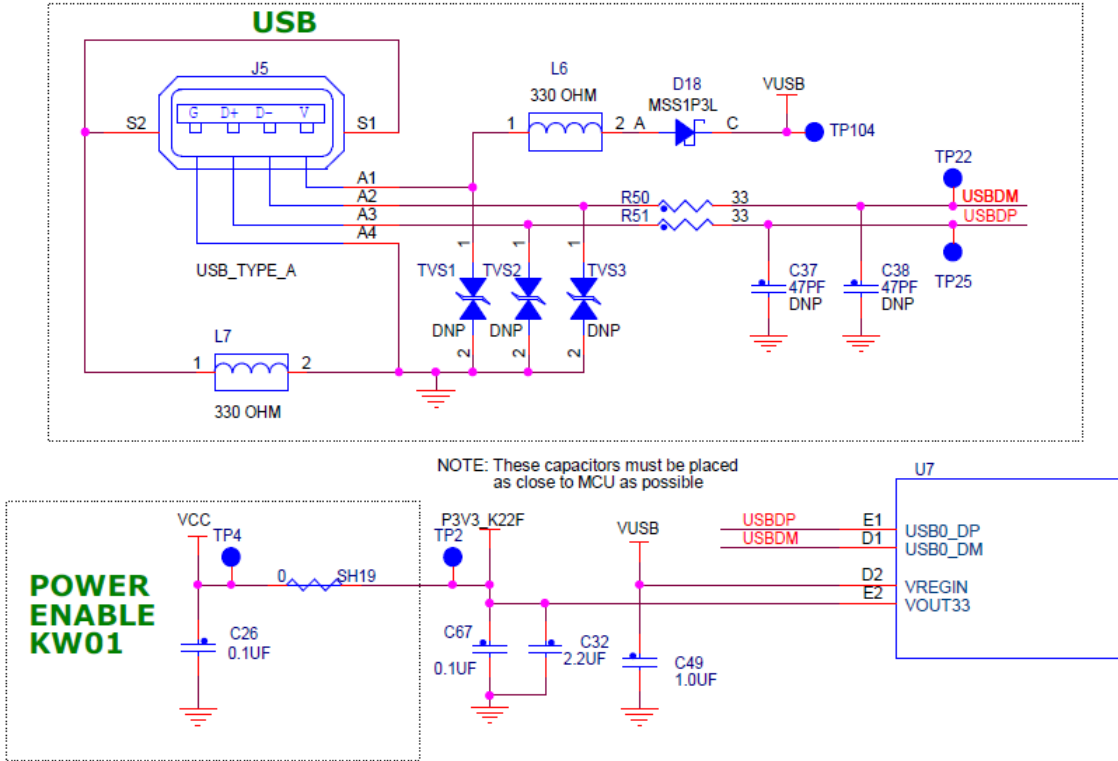 USB
J5
G D+ D- V
S2
S1
A1
A2
A3
A4
USB_TYPE_A
L6
330 OHM
1
2
D18
MSS1P3L
A
C
VUSB
TP104
TP22
R50
33
USBDM
R51
33
USBDP
TP25
1
1
1
TVS1
TVS2
TVS3
DNP
DNP
DNP
2
2
2
C37
47PF
DNP
C38
47PF
DNP
L7
1
2
330 OHM
NOTE: These capacitors must be placed
as close to MCU as possible
VCC
TP4
0
SH19
POWER
ENABLE
KW01
C26
0.1UF
P3V3_K22F
TP2
C67
0.1UF
C32
2.2UF
VUSB
C49
1.0UF
U7
USBDP
E1
USB0_DP
USBDM
D1
USB0_DM
D2
VREGIN
E2
VOUT33